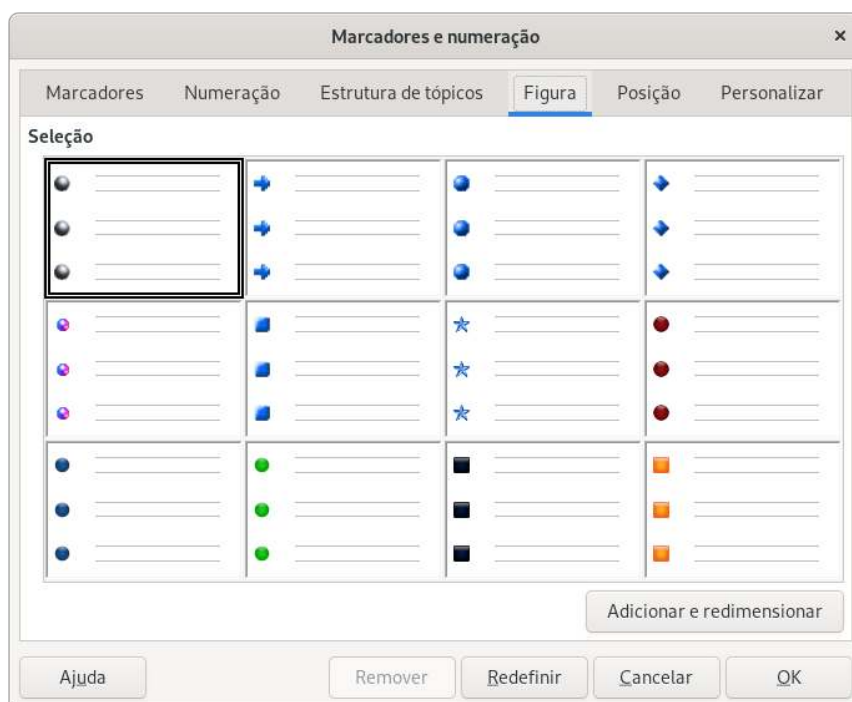 Marcadores e numeração
Marcadores Numeração Estrutura de tópicos Figura Posição Personalizar
Seleção
Adicionar e redimensionar
Ajuda Remover Redefinir Cancelar OK